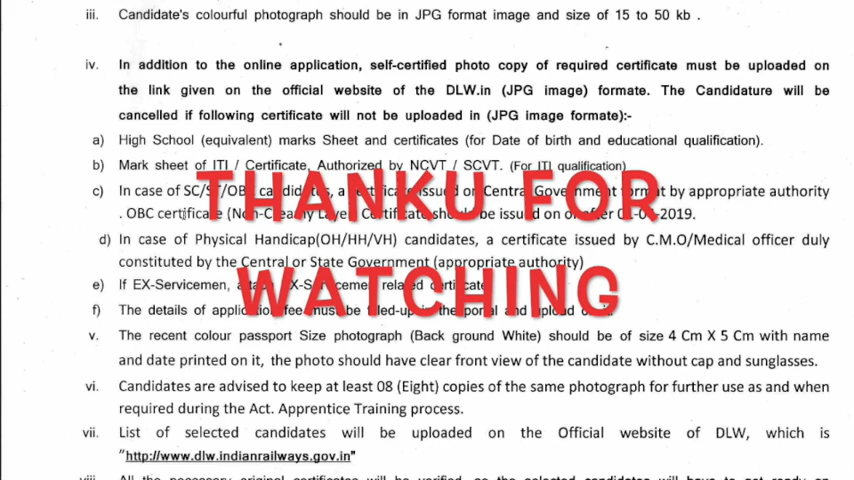 iii. Candidate's colourful photograph should be in JPG format image and size of 15 to 50 kb .
iv. In addition to the online application, self-certified photo copy of required certificate must be uploaded on
the link given on the official website of the DLW.in (JPG image) formate. The Candidature will be
cancelled if following certificate will not be uploaded in (JPG image formate):-
a) High School (equivalent) marks Sheet and certificates (for Date of birth and educational qualification).
b) Mark sheet of ITI / Certificate, Authorized by NCVT / SCVT. (For ITI qualification)
THANKU FOR
c) In case of SC/ST/OBC candidates, a certificate issued on Central Government format by appropriate authority
. OBC certificate (Non-Creamy Layer) Certificate should be issued on or after 2019.
d) In case of Physical Handicap(OH/HH/VH) candidates, a certificate issued by C.M.O/Medical officer duly
constituted by the Central or State Government (appropriate authority)
WATCHING
e) If EX-Servicemen, related certificate
f) The details of application fee must be filled-up in the portal and upload
v. The recent colour passport Size photograph (Back ground White) should be of size 4 Cm X 5 Cm with name
and date printed on it, the photo should have clear front view of the candidate without cap and sunglasses.
vi. Candidates are advised to keep at least 08 (Eight) copies of the same photograph for further use as and when
required during the Act. Apprentice Training process.
vii. List of selected candidates will be uploaded on the Official website of DLW, which is
"http://www.dlw.indianrailways.gov.in"